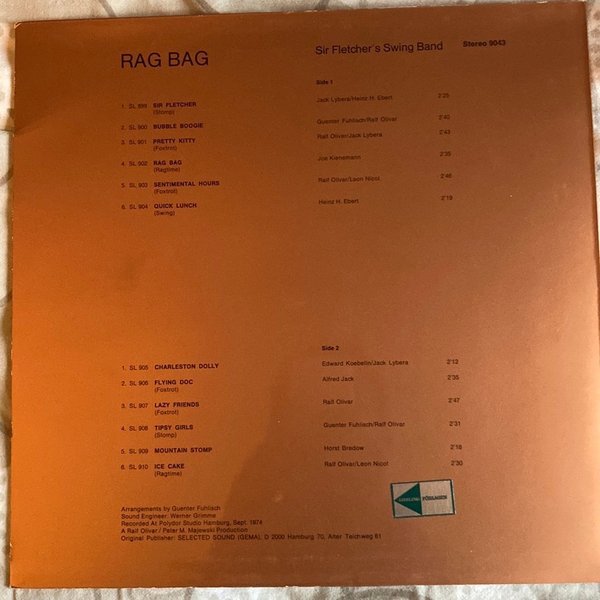 RAG BAG
Sir Fletcher's Swing Band Stereo 9043
Side 1
1. SL 899 SIR FLETCHER Jack Lybera/Heinz H. Ebert 2'25
(Stomp)
2. SL 900 BUBBLE BOOGIE Guenter Fuhlisch/Ralf Olivar 2'40
3. SL 901 PRETTY KITTY Ralf Olivar/Jack Lybera 2'43
(Foxtrot)
4. SL 902 RAG BAG Joe Kienemann 2'35
(Ragtime)
5. SL 903 SENTIMENTAL HOURS Ralf Olivar/Leon Nicol 2'46
(Foxtrot)
6. SL 904 QUICK LUNCH Heinz H. Ebert 2'19
(Swing)
Side 2
1. SL 905 CHARLESTON DOLLY Edward Koebelin/Jack Lybera 2'12
2. SL 906 FLYING DOC Alfred Jack 2'35
(Foxtrot)
3. SL 907 LAZY FRIENDS Ralf Olivar 2'47
(Foxtrot)
4. SL 908 TIPSY GIRLS Guenter Fuhlisch/Ralf Olivar 2'31
(Stomp)
5. SL 909 MOUNTAIN STOMP Horst Bredow 2'18
6. SL 910 ICE CAKE Ralf Olivar/Leon Nicol 2'30
(Ragtime)
Arrangements by Guenter Fuhlisch
Sound Engineer: Werner Grimme
Recorded At Polydor Studio Hamburg, Sept. 1974
A Ralf Olivar / Peter M. Majewski Production
Original Publisher: SELECTED SOUND (GEMA), D 2000 Hamburg 70, Alter Teichweg 61